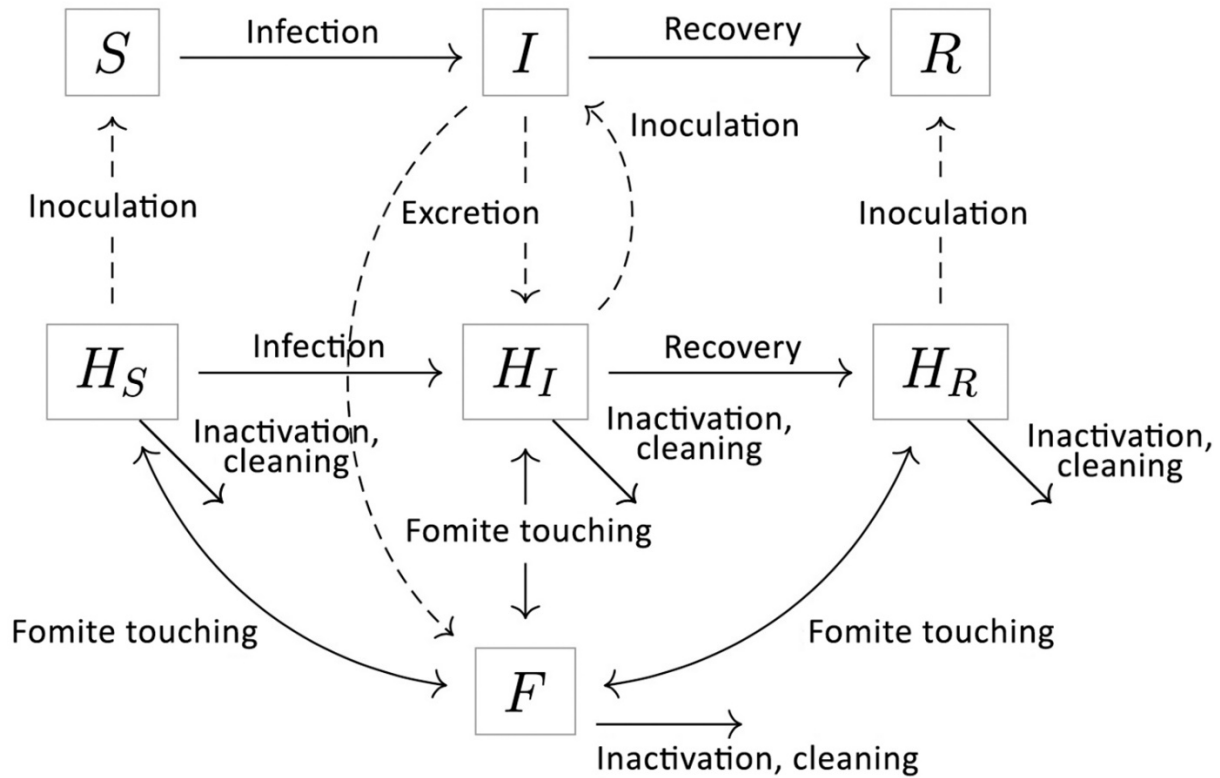 S
Infection
I
Recovery
R
Inoculation
Inoculation
Excretion
Inoculation
H_S
Infection
H_I
Recovery
H_R
Inactivation,
cleaning
Inactivation,
cleaning
Inactivation,
cleaning
Fomite touching
Fomite touching
Fomite touching
F
Inactivation, cleaning